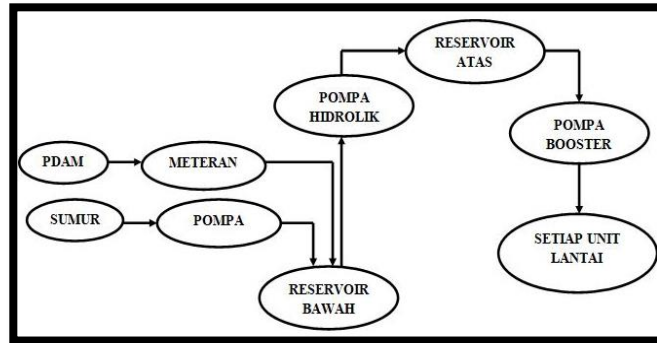 RESERVOIR
ATAS
POMPA
HIDROLIK
POMPA
BOOSTER
PDAM
METERAN
SUMUR
POMPA
SETIAP UNIT
LANTAI
RESERVOIR
BAWAH